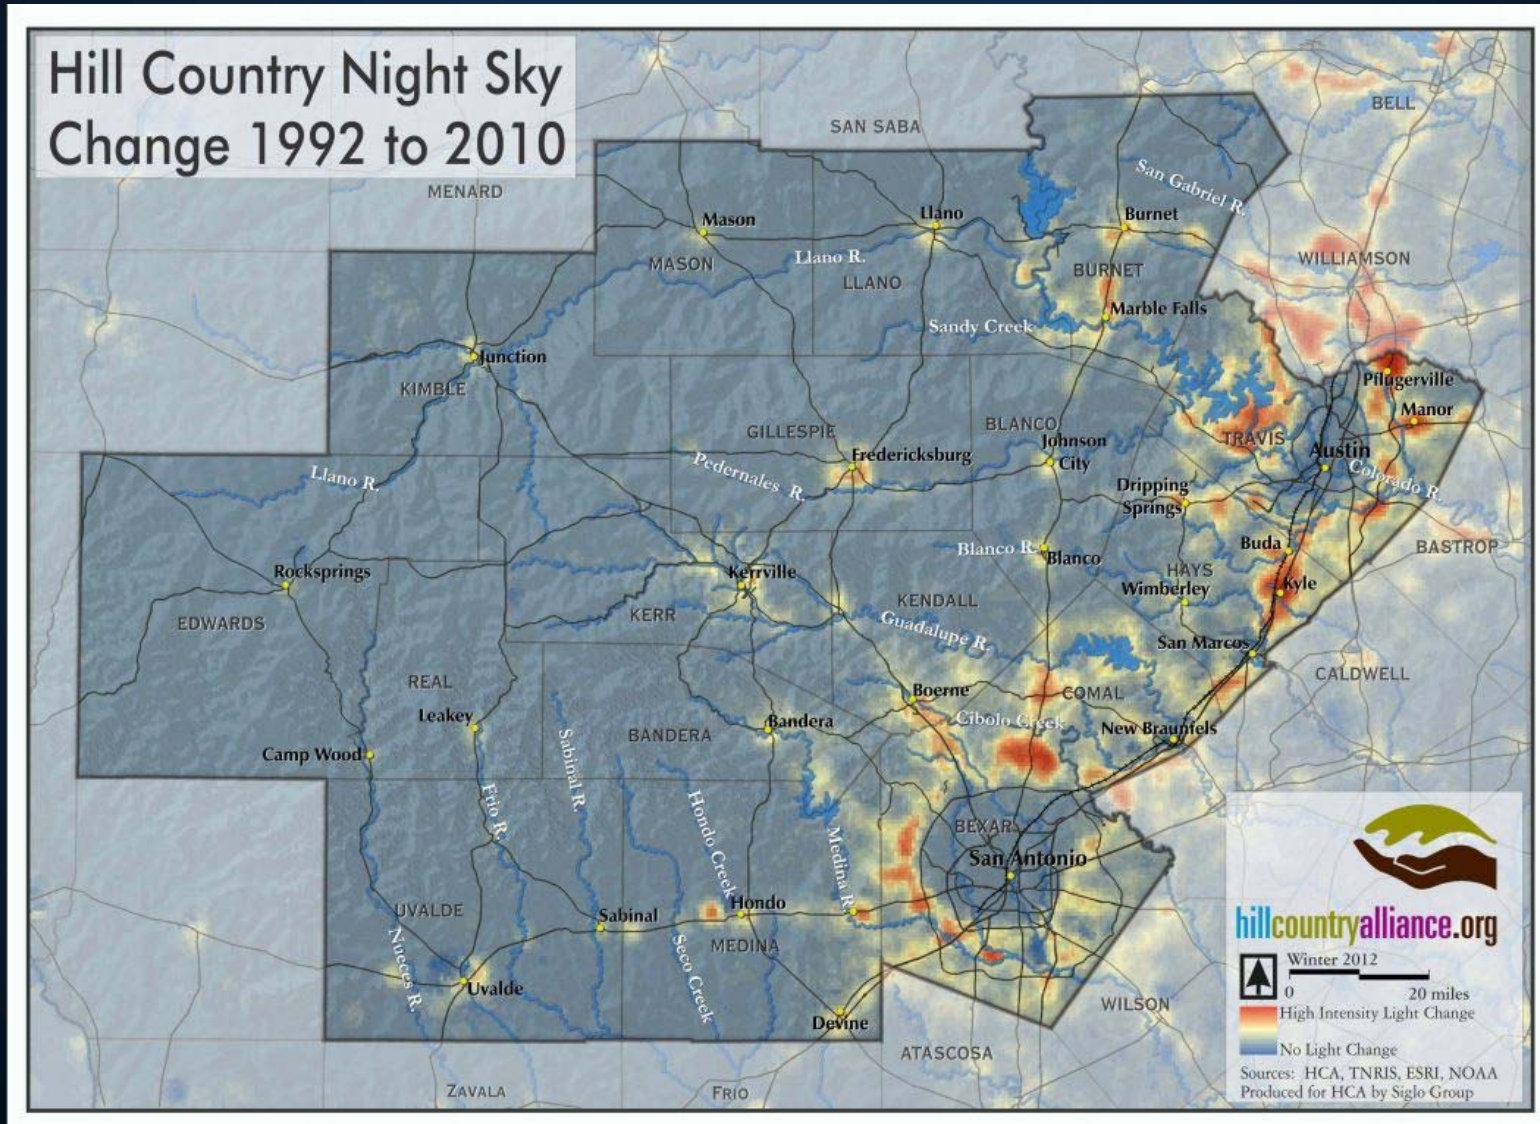 Hill Country Night Sky
Change 1992 to 2010
BELL
SAN SABA
MENARD
San Gabriel R.
Mason
Llano
Burnet
MASON
Llano R.
LLANO
BURNET
WILLIAMSON
Marble Falls
Sandy Creek
Junction
KIMBLE
Pflugerville
Manor
GILLESPIE
BLANCO
TRAVIS
Johnson
City
Austin
Fredericksburg
Llano R.
Pedernales R.
Colorado R.
Dripping
Springs
Buda
BASTROP
Blanco R.
Blanco
Rocksprings
Kerrville
HAYS
Kyle
Wimberley
EDWARDS
KERR
KENDALL
Guadalupe R.
San Marcos
CALDWELL
REAL
Boerne
COMAL
Leakey
Bandera
Cibolo Creek
New Braunfels
BANDERA
Camp Wood
Sabinal R.
Frio R.
Hondo Creek
Medina R.
BEXAR
San Antonio
UVALDE
Sabinal
Hondo
MEDINA
Nueces R.
Seco Creek
Uvalde
Devine
WILSON
ATASCOSA
ZAVALA
FRIO
hillcountryalliance.org
Winter 2012
0 20 miles
High Intensity Light Change
No Light Change
Sources: HCA, TNRIS, ESRI, NOAA
Produced for HCA by Siglo Group